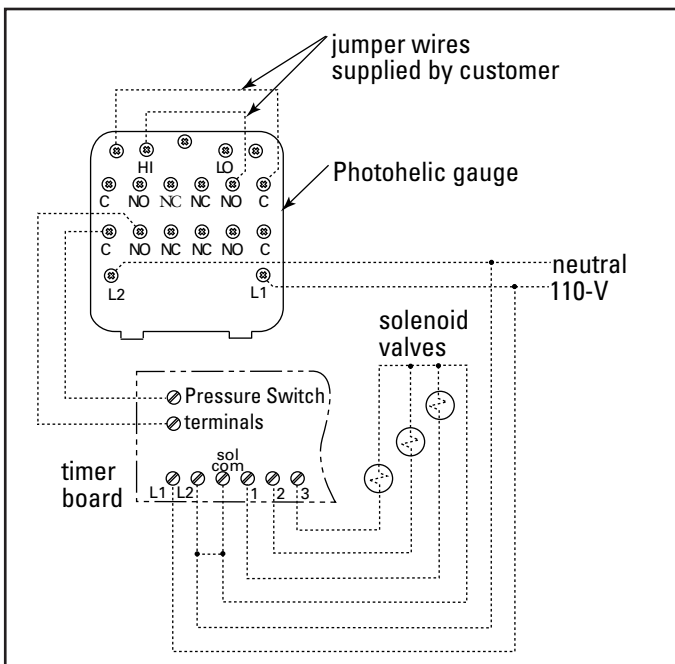 jumper wires
supplied by customer
HI LO
Photohelic gauge
C NO NC NC NO C
C NO NC NC NO C
L2 L1
neutral
110-V
solenoid
valves
Pressure Switch
terminals
sol
com
timer
board
L1 L2 1 2 3